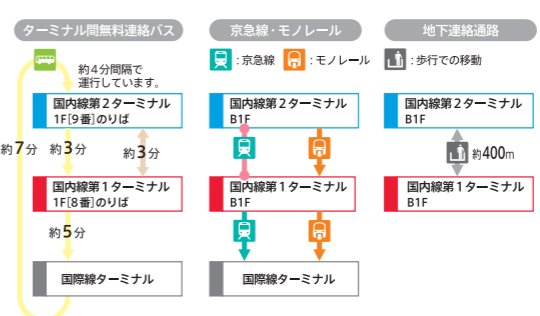 ターミナル間無料連絡バス
約4分間隔で
運行しています。
国内線第2ターミナル
1F[9番]のりば
約7分
約3分
約3分
国内線第1ターミナル
1F[8番]のりば
約5分
国際線ターミナル
京急線・モノレール
:京急線
:モノレール
国内線第2ターミナル
B1F
国内線第1ターミナル
B1F
国際線ターミナル
地下連絡通路
:歩行での移動
国内線第2ターミナル
B1F
約400m
国内線第1ターミナル
B1F